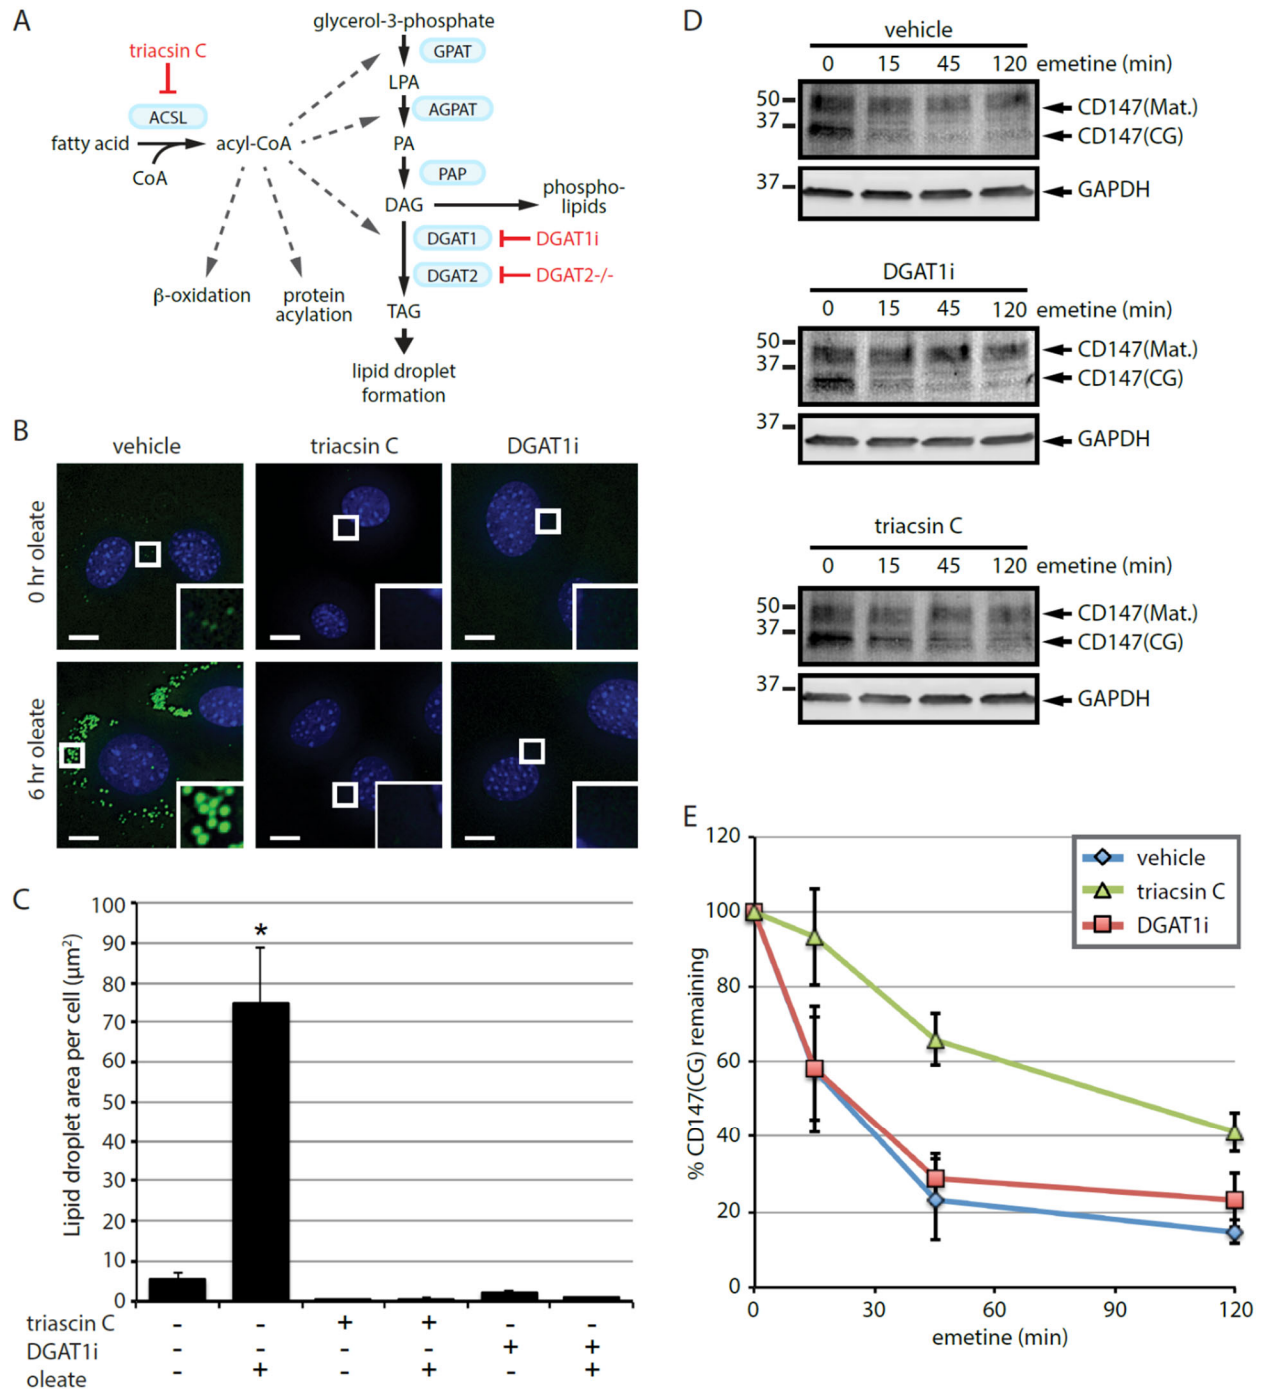 A
glycerol-3-phosphate
triacsin C
GPAT
LPA
ACSL
AGPAT
fatty acid
acyl-CoA
PA
CoA
PAP
phospho-
lipids
DAG
DGAT1
DGAT1i
DGAT2
DGAT2-/-
β-oxidation
protein
acylation
TAG
lipid droplet
formation
B
vehicle
triacsin C
DGAT1i
0 hr oleate
6 hr oleate
C
Lipid droplet area per cell (µm²)
100
90
80
70
60
50
40
30
20
10
0
*
triascin C - - + + - -
DGAT1i - - - - + +
oleate - + - + - +
D
vehicle
0 15 45 120 emetine (min)
50
37
CD147(Mat.)
CD147(CG)
37
GAPDH
DGAT1i
0 15 45 120 emetine (min)
50
37
CD147(Mat.)
CD147(CG)
37
GAPDH
triacsin C
0 15 45 120 emetine (min)
50
37
CD147(Mat.)
CD147(CG)
37
GAPDH
E
% CD147(CG) remaining
120
100
80
60
40
20
0
vehicle
triacsin C
DGAT1i
0 30 60 90 120
emetine (min)